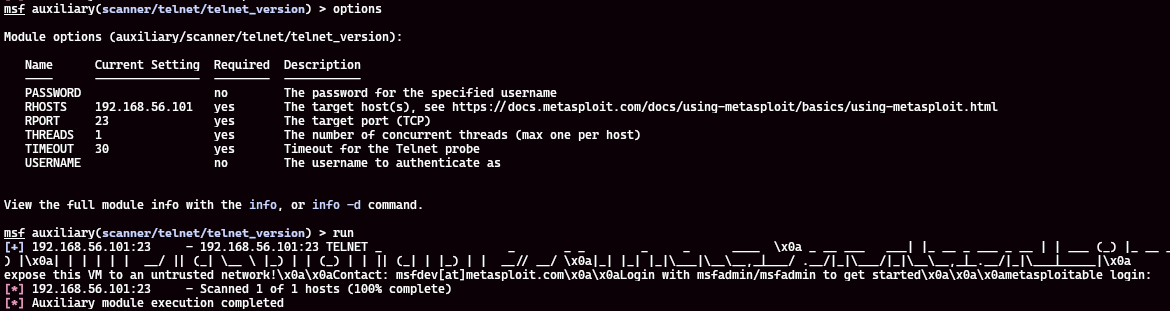 msf auxiliary(scanner/telnet/telnet_version) > options
Module options (auxiliary/scanner/telnet/telnet_version):
Name Current Setting Required Description
PASSWORD no The password for the specified username
RHOSTS 192.168.56.101 yes The target host(s), see https://docs.metasploit.com/docs/using-metasploit/basics/using-metasploit.html
RPORT 23 yes The target port (TCP)
THREADS 1 yes The number of concurrent threads (max one per host)
TIMEOUT 30 yes Timeout for the Telnet probe
USERNAME no The username to authenticate as
View the full module info with the info, or info -d command.
msf auxiliary(scanner/telnet/telnet_version) > run
[+] 192.168.56.101:23 - 192.168.56.101:23 TELNET
expose this VM to an untrusted network!\x0a\x0aContact: msfdev[at]metasploit.com\x0a\x0aLogin with msfadmin/msfadmin to get started\x0a\x0a\x0ametasploitable login:
[*] 192.168.56.101:23 - Scanned 1 of 1 hosts (100% complete)
[*] Auxiliary module execution completed